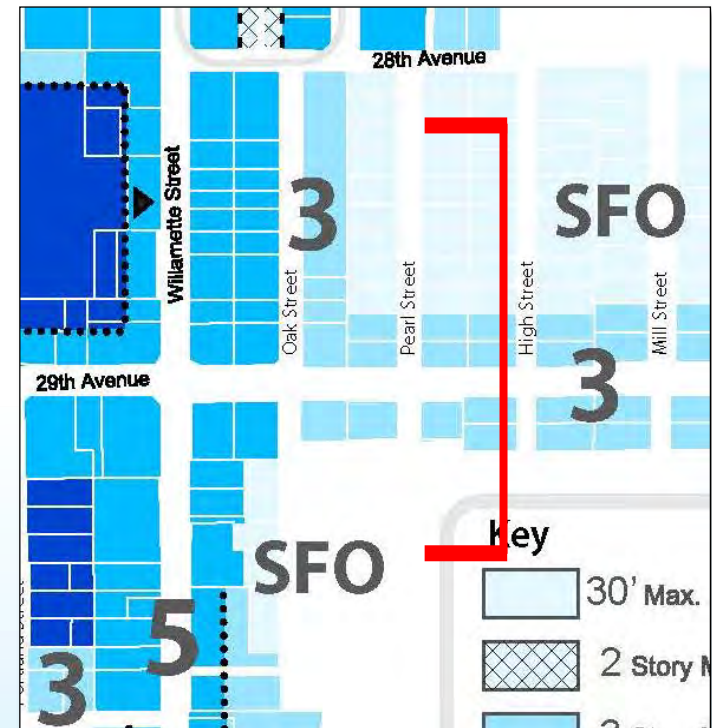 28th Avenue
Willamette Street
3
SFO
Oak Street
Pearl Street
High Street
Mill Street
29th Avenue
3
SFO
5
3
Key
30' Max.
2 Story